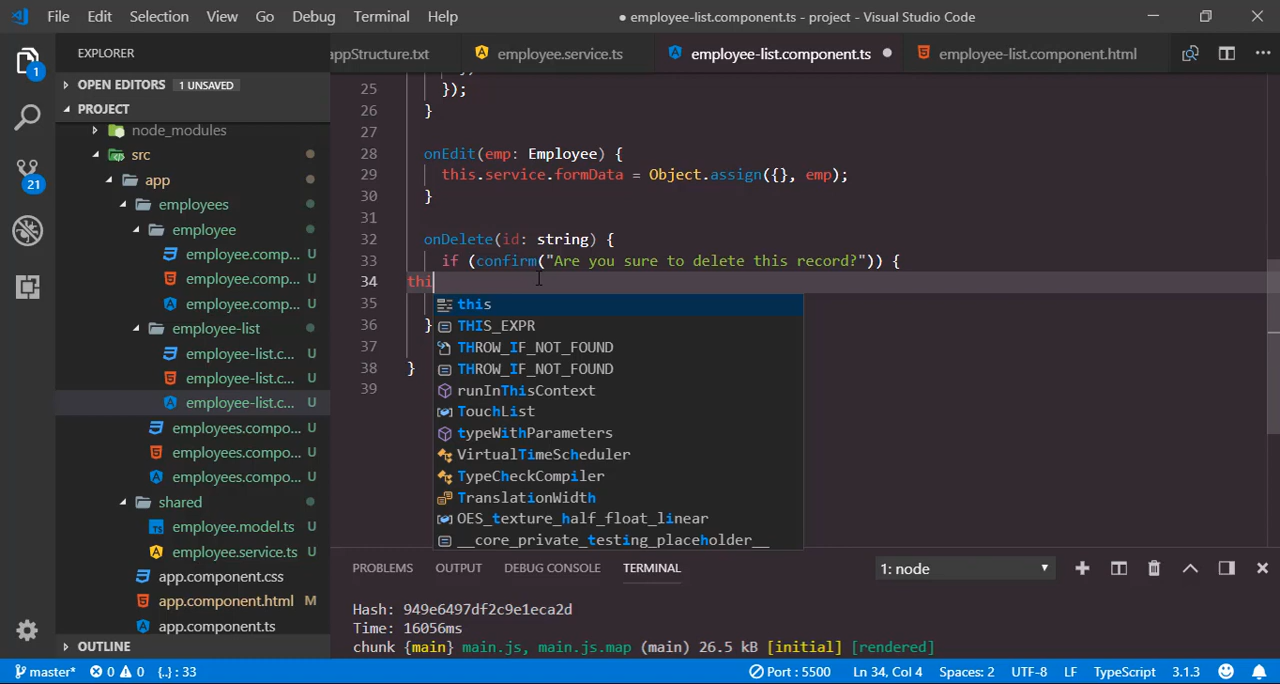 File Edit Selection View Go Debug Terminal Help
● employee-list.component.ts - project - Visual Studio Code
EXPLORER
appStructure.txt employee.service.ts employee-list.component.ts employee-list.component.html
1
OPEN EDITORS 1 UNSAVED
PROJECT
node_modules
src
app
employees
employee
employee.comp... U
employee.comp... U
employee.comp... U
employee-list
employee-list.c... U
employee-list.c... U
employee-list.c... U
employees.compo... U
employees.compo... U
employees.compo... U
shared
employee.model.ts U
employee.service.ts U
app.component.css
app.component.html M
app.component.ts
OUTLINE
21
25 });
26 }
27
28 onEdit(emp: Employee) {
29 this.service.formData = Object.assign({}, emp);
30 }
31
32 onDelete(id: string) {
33 if (confirm("Are you sure to delete this record?")) {
34 thi
35
36 }
37
38 }
39
this
THIS_EXPR
THROW_IF_NOT_FOUND
THROW_IF_NOT_FOUND
runInThisContext
TouchList
typeWithParameters
VirtualTimeScheduler
TypeCheckCompiler
TranslationWidth
OES_texture_half_float_linear
__core_private_testing_placeholder__
PROBLEMS OUTPUT DEBUG CONSOLE TERMINAL 1: node
Hash: 949e6497df2c9e1eca2d
Time: 16056ms
chunk {main} main.js, main.js.map (main) 26.5 kB [initial] [rendered]
master* 0 0 {.} : 33 Port : 5500 Ln 34, Col 4 Spaces: 2 UTF-8 LF TypeScript 3.1.3